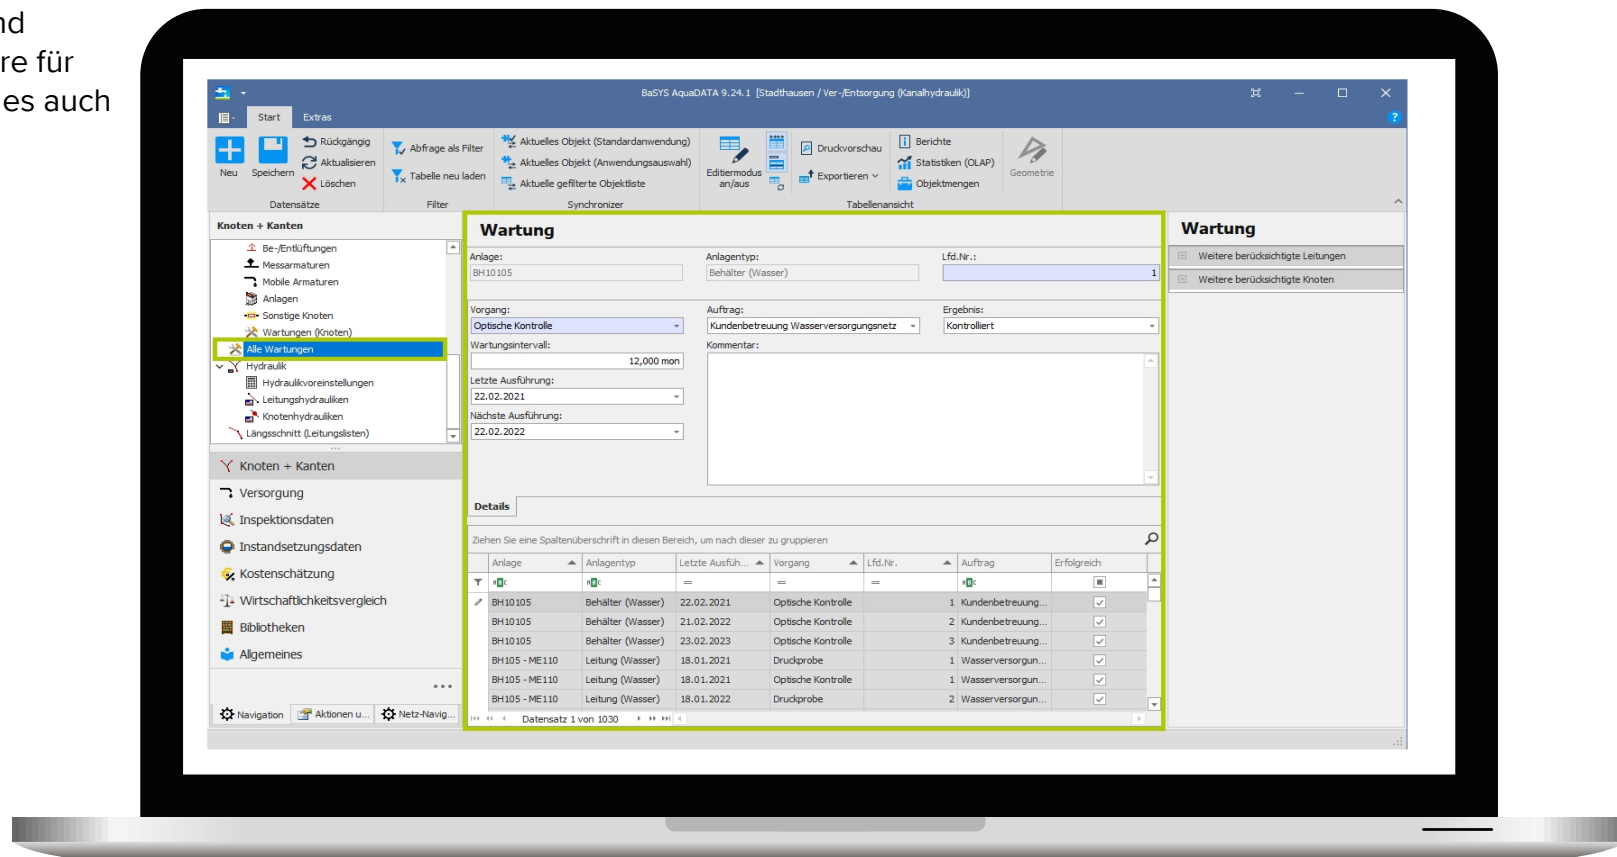 nd
re für
es auch
BaSYS AquaDATA 9.24.1 [Stadthausen / Ver-/Entsorgung (Kanalhydraulik)]
Start Extras
Neu
Speichern
Rückgängig
Aktualisieren
Löschen
Datensätze
Abfrage als Filter
Tabelle neu laden
Filter
Aktuelles Objekt (Standardanwendung)
Aktuelles Objekt (Anwendungsauswahl)
Aktuelle gefilterte Objektliste
Synchronizer
Editiermodus
an/aus
Druckvorschau
Exportieren
Berichte
Statistiken (OLAP)
Objektmengen
Tabellenansicht
Geometrie
Knoten + Kanten
Be-/Entlüftungen
Messarmaturen
Mobile Armaturen
Anlagen
Sonstige Knoten
Wartungen (Knoten)
Alle Wartungen
Hydraulik
Hydraulikvoreinstellungen
Leitungshydrauliken
Knotenhydrauliken
Längsschnitt (Leitungslisten)
Knoten + Kanten
Versorgung
Inspektionsdaten
Instandsetzungsdaten
Kostenschätzung
Wirtschaftlichkeitsvergleich
Bibliotheken
Allgemeines
Navigation Aktionen u... Netz-Navig...
Wartung
Anlage: Anlagentyp: Lfd.Nr.:
BH10105 Behälter (Wasser) 1
Vorgang: Auftrag: Ergebnis:
Optische Kontrolle Kundenbetreuung Wasserversorgungsnetz Kontrolliert
Wartungsintervall: Kommentar:
12,000 mon
Letzte Ausführung:
22.02.2021
Nächste Ausführung:
22.02.2022
Details
Ziehen Sie eine Spaltenüberschrift in diesen Bereich, um nach dieser zu gruppieren
Anlage Anlagentyp Letzte Ausfüh... Vorgang Lfd.Nr. Auftrag Erfolgreich
ABC ABC = = = ABC
BH10105 Behälter (Wasser) 22.02.2021 Optische Kontrolle 1 Kundenbetreuung...
BH10105 Behälter (Wasser) 21.02.2022 Optische Kontrolle 2 Kundenbetreuung...
BH10105 Behälter (Wasser) 23.02.2023 Optische Kontrolle 3 Kundenbetreuung...
BH105 - ME110 Leitung (Wasser) 18.01.2021 Druckprobe 1 Wasserversorgun...
BH105 - ME110 Leitung (Wasser) 18.01.2021 Optische Kontrolle 1 Wasserversorgun...
BH105 - ME110 Leitung (Wasser) 18.01.2022 Druckprobe 2 Wasserversorgun...
Datensatz 1 von 1030
Wartung
Weitere berücksichtigte Leitungen
Weitere berücksichtigte Knoten